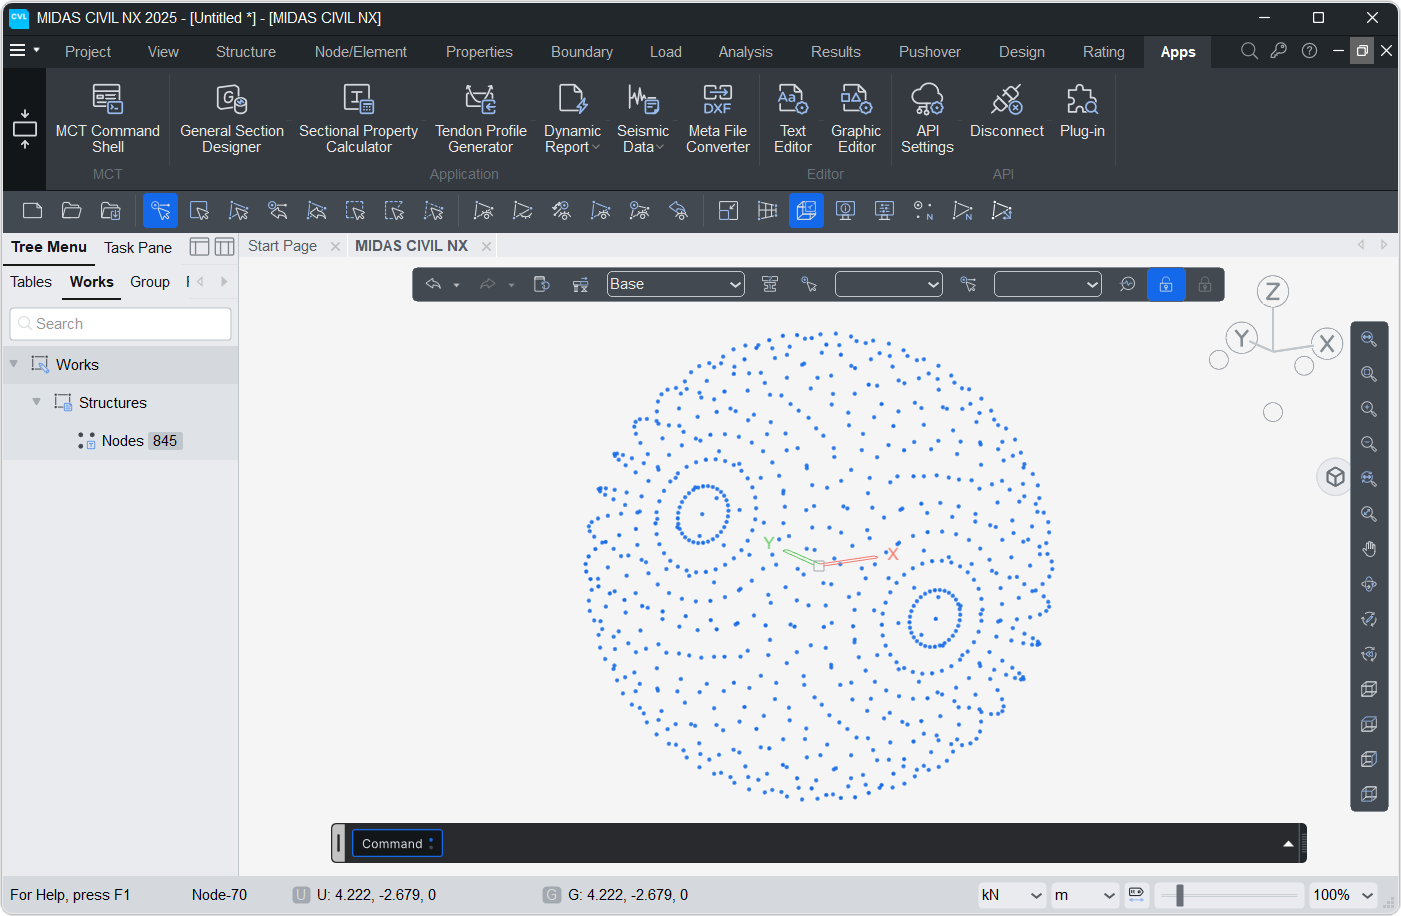 CVL MIDAS CIVIL NX 2025 - [Untitled *] - [MIDAS CIVIL NX]
Project View Structure Node/Element Properties Boundary Load Analysis Results Pushover Design Rating Apps
MCT Command Shell
General Section Designer
Sectional Property Calculator
Tendon Profile Generator
Dynamic Report
Seismic Data
DXF
Meta File Converter
Aa
Text Editor
Graphic Editor
API Settings
Disconnect
Plug-in
MCT Application Editor API
Tree Menu Task Pane
Start Page MIDAS CIVIL NX
Tables Works Group
Search
Works
Structures
Nodes 845
Base
Z
Y X
Y X
Command :
For Help, press F1 Node-70 U U: 4.222, -2.679, 0 G G: 4.222, -2.679, 0 kN m 100%